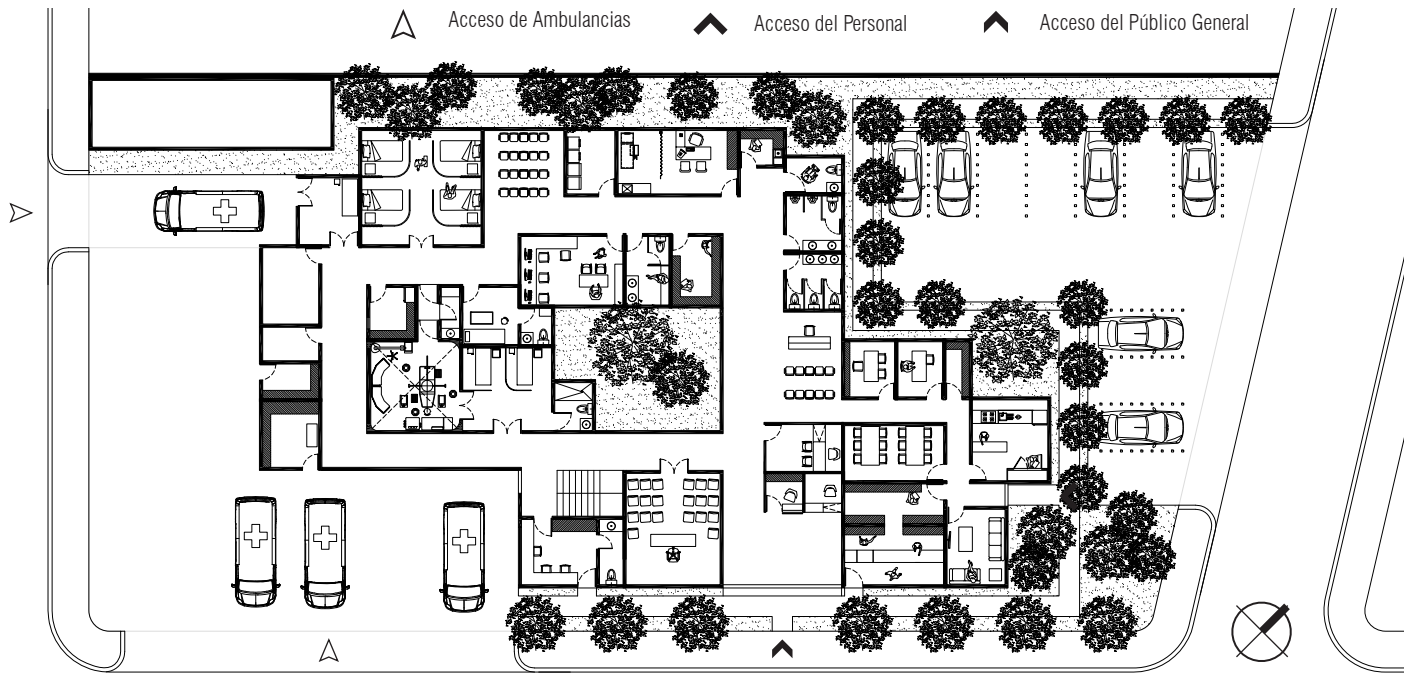 Acceso de Ambulancias
Acceso del Personal
Acceso del Público General